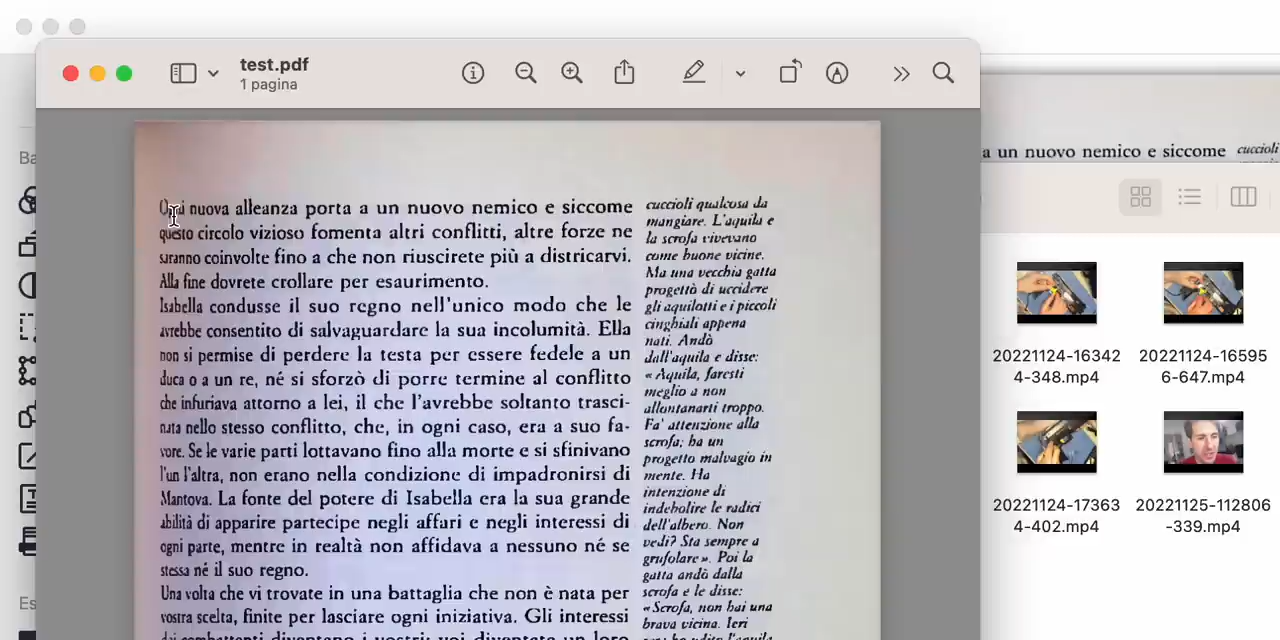 test.pdf
1 pagina
Ba
Es
Ogni nuova alleanza porta a un nuovo nemico e siccome
questo circolo vizioso fomenta altri conflitti, altre forze ne
saranno coinvolte fino a che non riuscirete più a districarvi.
Alla fine dovrete crollare per esaurimento.
Isabella condusse il suo regno nell'unico modo che le
avrebbe consentito di salvaguardare la sua incolumità. Ella
non si permise di perdere la testa per essere fedele a un
duca o a un re, né si sforzò di porre termine al conflitto
che infuriava attorno a lei, il che l'avrebbe soltanto trasci-
nata nello stesso conflitto, che, in ogni caso, era a suo fa-
vore. Se le varie parti lottavano fino alla morte e si sfinivano
l'un l'altra, non erano nella condizione di impadronirsi di
Mantova. La fonte del potere di Isabella era la sua grande
abilità di apparire partecipe negli affari e negli interessi di
ogni parte, mentre in realtà non affidava a nessuno né se
stessa né il suo regno.
Una volta che vi trovate in una battaglia che non è nata per
vostra scelta, finite per lasciare ogni iniziativa. Gli interessi
dei combattenti diventano i vostri: voi diventate un loro
cuccioli qualcosa da
mangiare. L'aquila e
la scrofa vivevano
come buone vicine.
Ma una vecchia gatta
progettò di uccidere
gli aquilotti e i piccoli
cinghiali appena
nati. Andò
dall'aquila e disse:
« Aquila, faresti
meglio a non
allontanarti troppo.
Fa' attenzione alla
scrofa; ha un
progetto malvagio in
mente. Ha
intenzione di
indebolire le radici
dell'albero. Non
vedi? Sta sempre a
grufolare ». Poi la
gatta andò dalla
scrofa e le disse:
« Scrofa, non hai una
brava vicina. Ieri
a un nuovo nemico e siccome cuccioli
20221124-16342
4-348.mp4
20221124-16595
6-647.mp4
20221124-17363
4-402.mp4
20221125-112806
-339.mp4